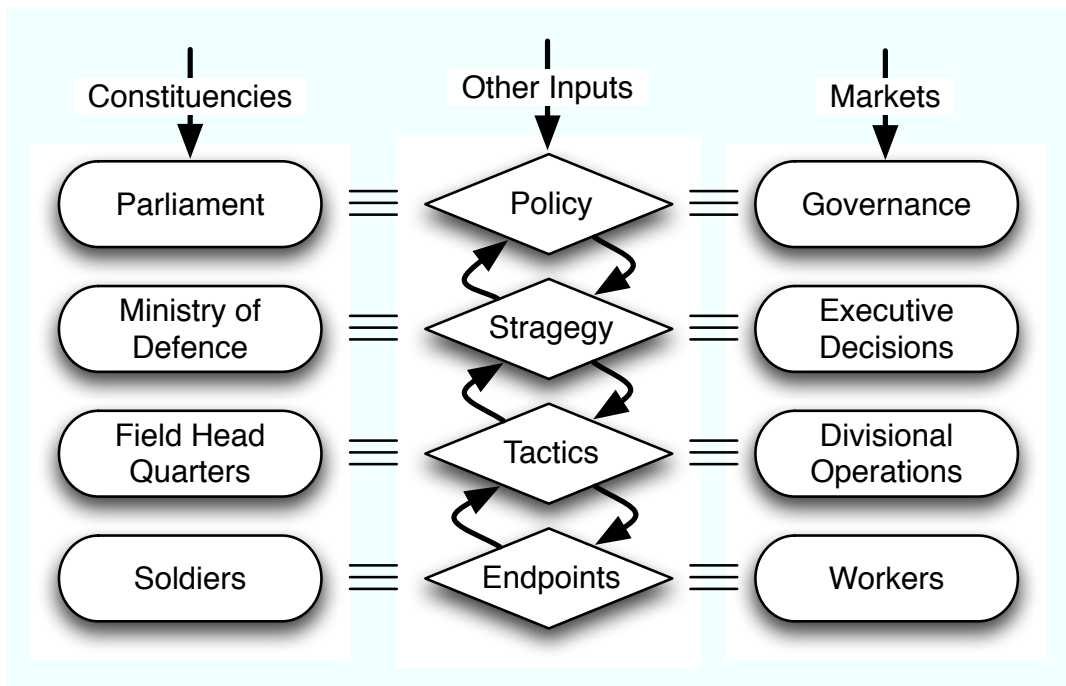 Constituencies
Other Inputs
Markets
Parliament
Policy
Governance
Ministry of
Defence
Stragegy
Executive
Decisions
Field Head
Quarters
Tactics
Divisional
Operations
Soldiers
Endpoints
Workers